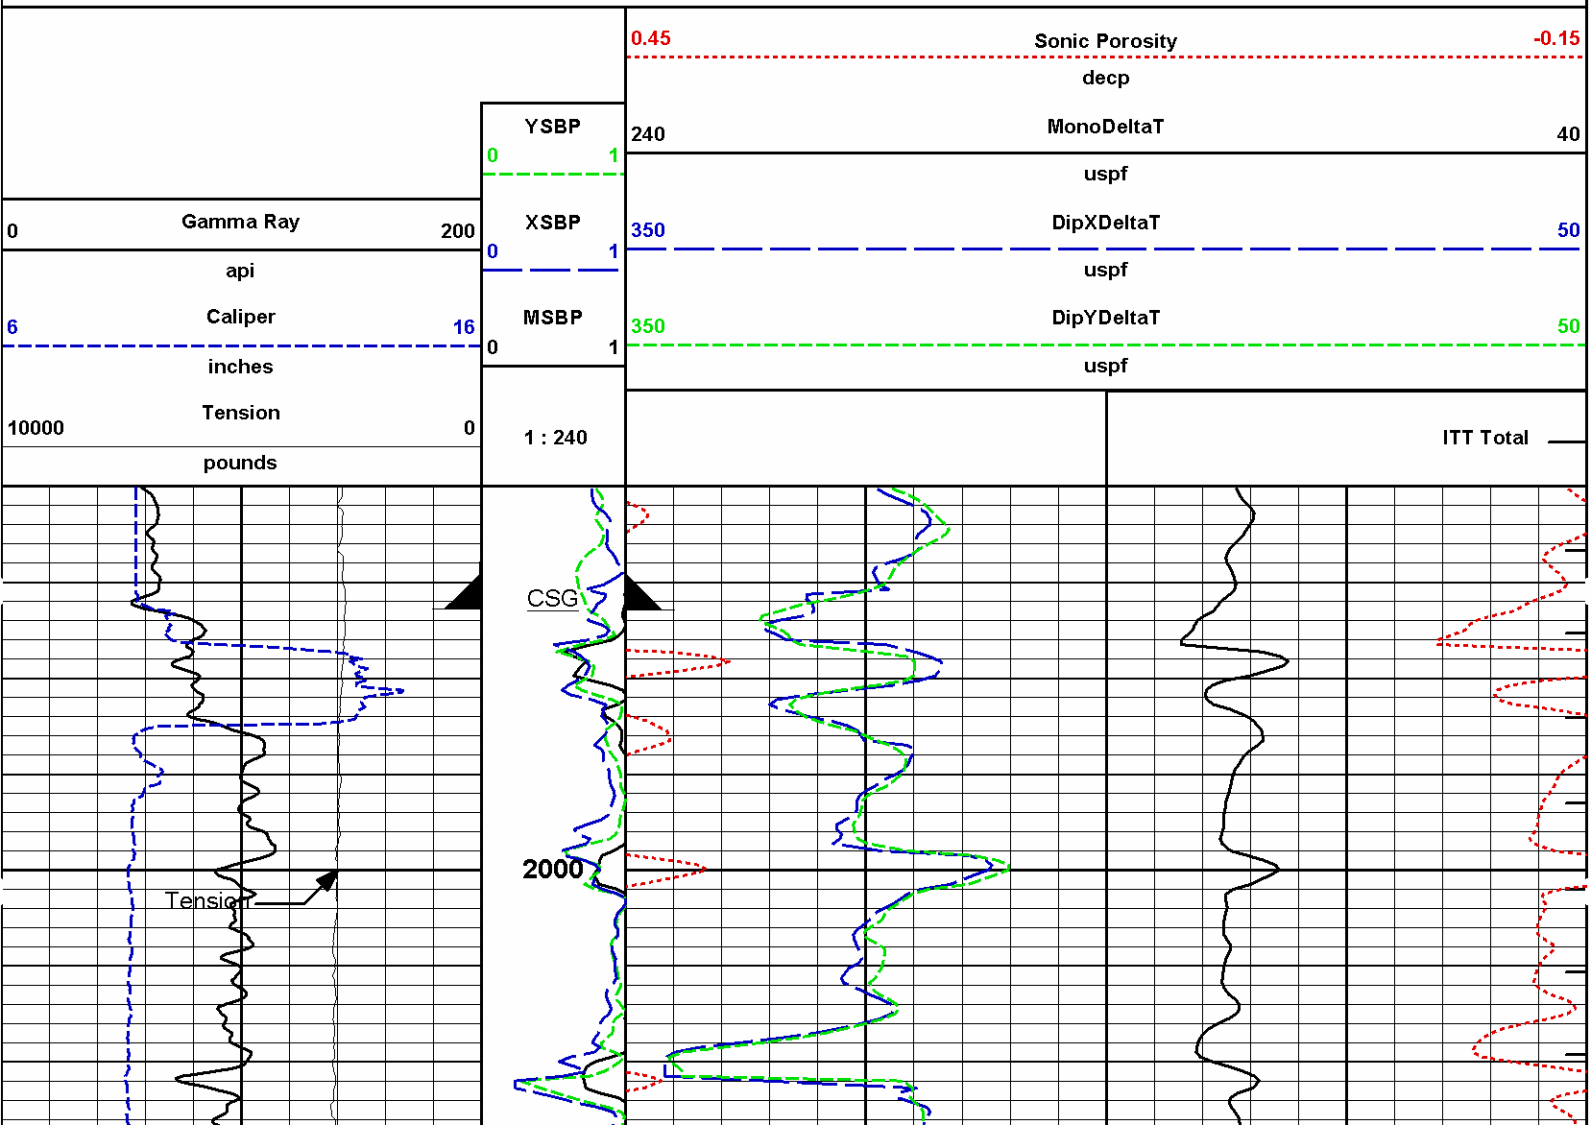 0.45 Sonic Porosity -0.15
decp
YSBP
240 MonoDeltaT 40
0 1
uspf
0 Gamma Ray 200
XSBP
350 DipXDeltaT 50
0 1
api
uspf
6 Caliper 16
MSBP
350 DipYDeltaT 50
0 1
inches
uspf
10000 Tension 0
1 : 240
ITT Total
pounds
CSG
2000
Tension